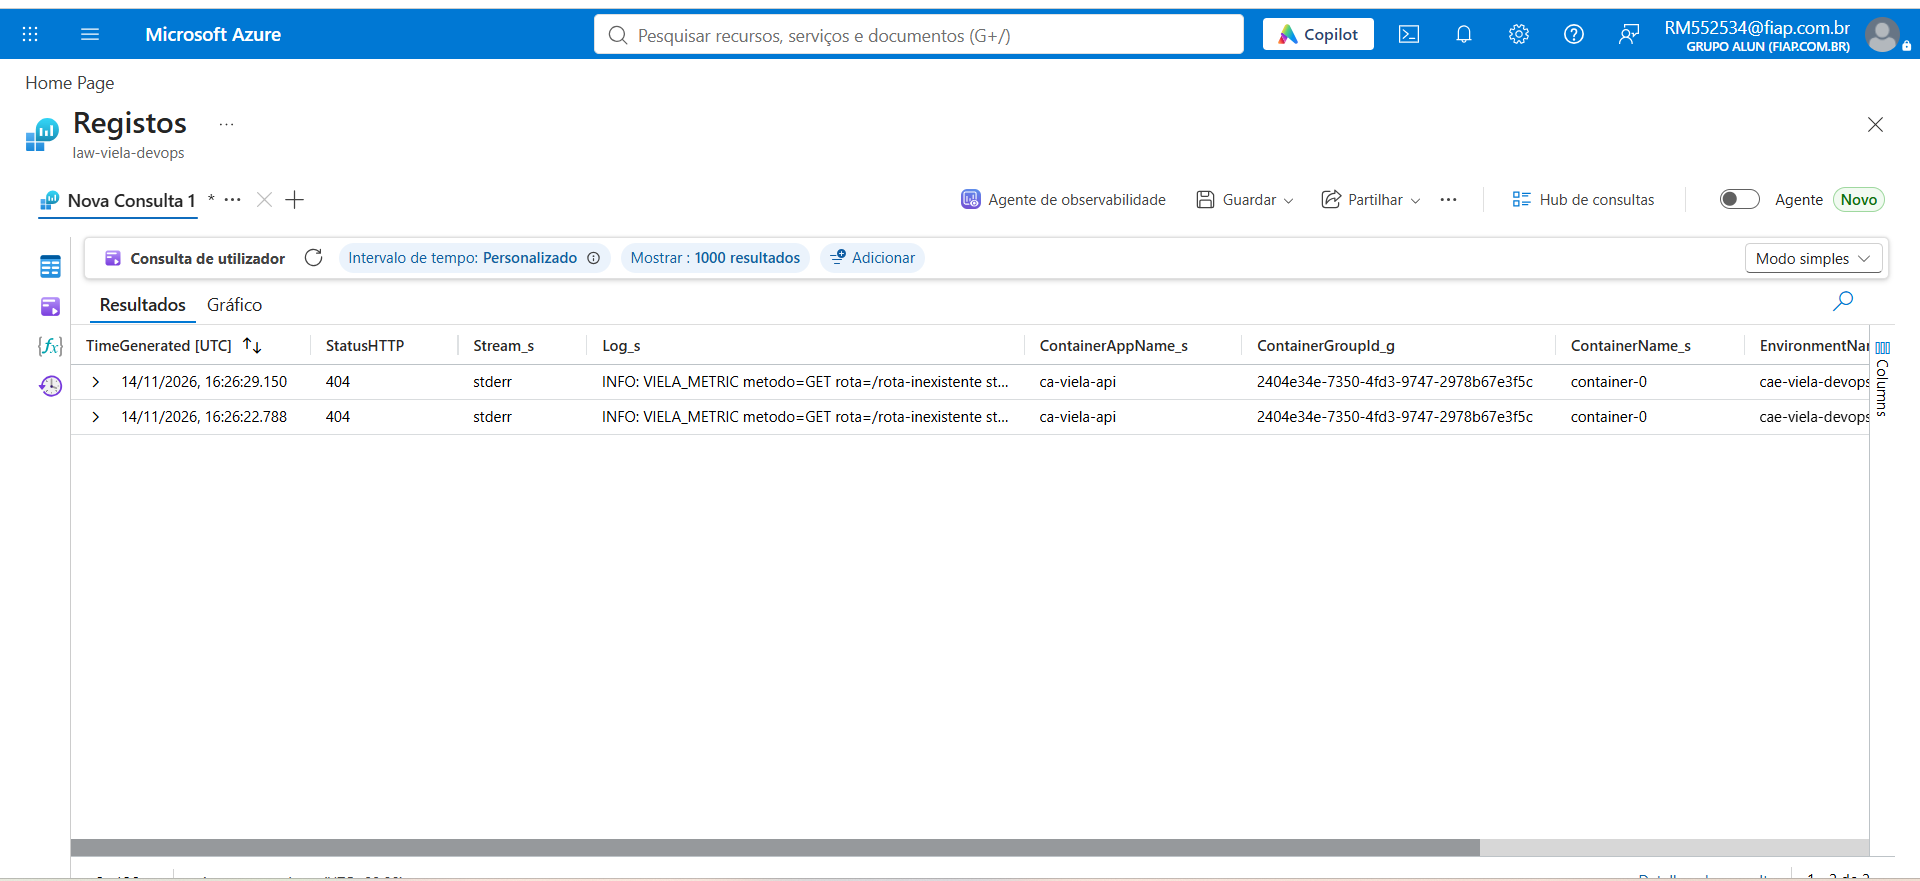 Microsoft Azure
Pesquisar recursos, serviços e documentos (G+/)
Copilot
RM552534@fiap.com.br
GRUPO ALUN (FIAP.COM.BR)
Home Page
Registos ...
law-viela-devops
Nova Consulta 1 * ...
Agente de observabilidade
Guardar
Partilhar
...
Hub de consultas
Agente
Novo
Consulta de utilizador
Intervalo de tempo: Personalizado
Mostrar : 1000 resultados
Adicionar
Modo simples
Resultados
Gráfico
TimeGenerated [UTC] StatusHTTP Stream_s Log_s ContainerAppName_s ContainerGroupId_g ContainerName_s EnvironmentNa
14/11/2026, 16:26:29.150 404 stderr INFO: VIELA_METRIC metodo=GET rota=/rota-inexistente st... ca-viela-api 2404e34e-7350-4fd3-9747-2978b67e3f5c container-0 cae-viela-devops
14/11/2026, 16:26:22.788 404 stderr INFO: VIELA_METRIC metodo=GET rota=/rota-inexistente st... ca-viela-api 2404e34e-7350-4fd3-9747-2978b67e3f5c container-0 cae-viela-devops
Columns